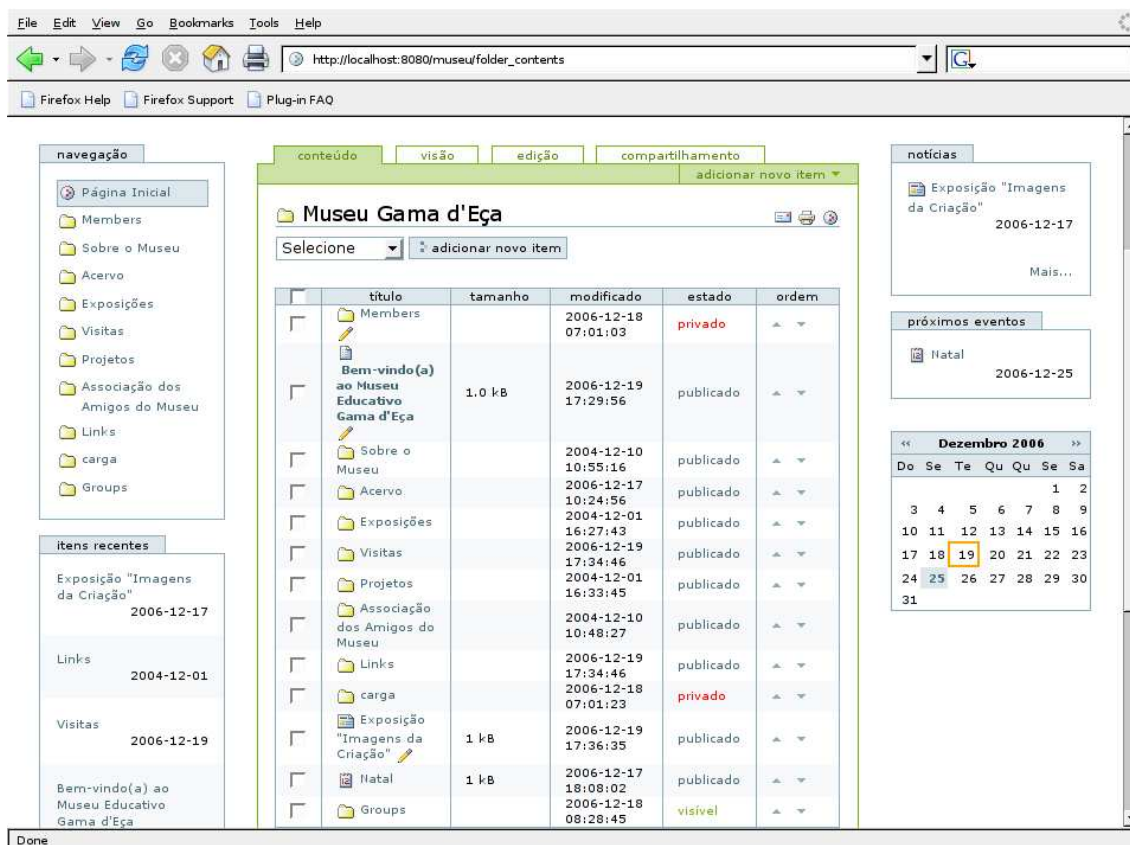 File Edit View Go Bookmarks Tools Help
http://localhost:8080/museu/folder_contents
G
Firefox Help Firefox Support Plug-in FAQ
navegação
Página Inicial
Members
Sobre o Museu
Acervo
Exposições
Visitas
Projetos
Associação dos
Amigos do Museu
Links
carga
Groups
itens recentes
Exposição "Imagens
da Criação"
2006-12-17
Links
2004-12-01
Visitas
2006-12-19
Bem-vindo(a) ao
Museu Educativo
Gama d'Eça
conteúdo visão edição compartilhamento
adicionar novo item
Museu Gama d'Eça
Selecione adicionar novo item
título tamanho modificado estado ordem
Members 2006-12-18 07:01:03 privado
Bem-vindo(a)
ao Museu
Educativo
Gama d'Eça
1.0 kB 2006-12-19 17:29:56 publicado
Sobre o
Museu
2004-12-10 10:55:16 publicado
Acervo 2006-12-17 10:24:56 publicado
Exposições 2004-12-01 16:27:43 publicado
Visitas 2006-12-19 17:34:46 publicado
Projetos 2004-12-01 16:33:45 publicado
Associação
dos Amigos do
Museu
2004-12-10 10:48:27 publicado
Links 2006-12-19 17:34:46 publicado
carga 2006-12-18 07:01:23 privado
Exposição
"Imagens da
Criação"
1 kB 2006-12-19 17:36:35 publicado
Natal 1 kB 2006-12-17 18:08:02 publicado
Groups 2006-12-18 08:28:45 visível
notícias
Exposição "Imagens
da Criação"
2006-12-17
Mais...
próximos eventos
Natal
2006-12-25
« Dezembro 2006 »
Do Se Te Qu Qu Se Sa
1 2
3 4 5 6 7 8 9
10 11 12 13 14 15 16
17 18 19 20 21 22 23
24 25 26 27 28 29 30
31
Done